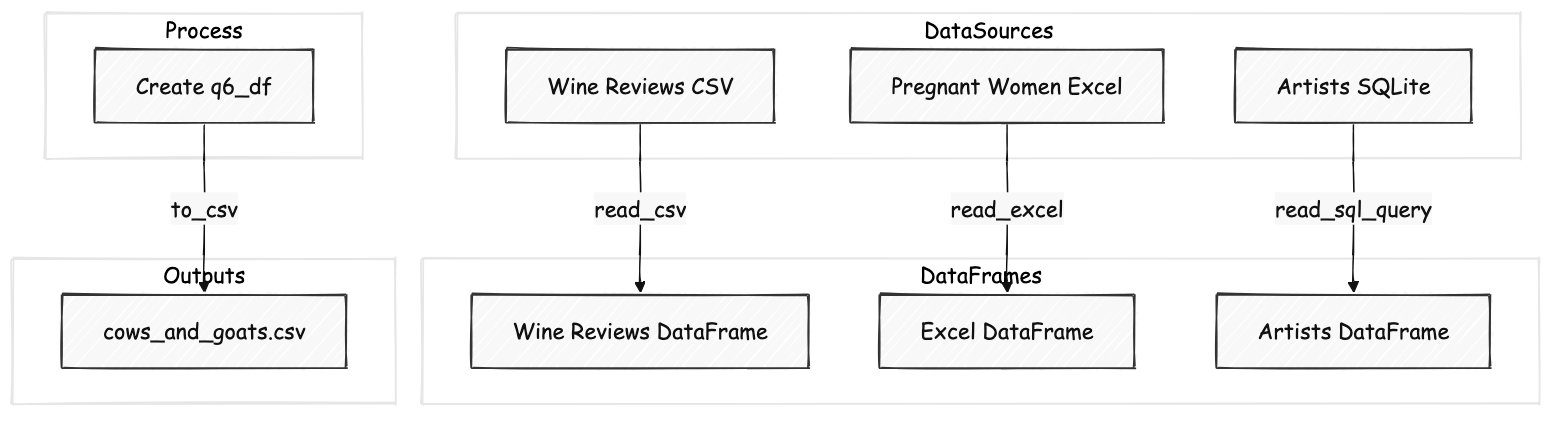 Process
Create q6_df
to_csv
Outputs
cows_and_goats.csv
DataSources
Wine Reviews CSV
Pregnant Women Excel
Artists SQLite
read_csv
read_excel
read_sql_query
DataFrames
Wine Reviews DataFrame
Excel DataFrame
Artists DataFrame